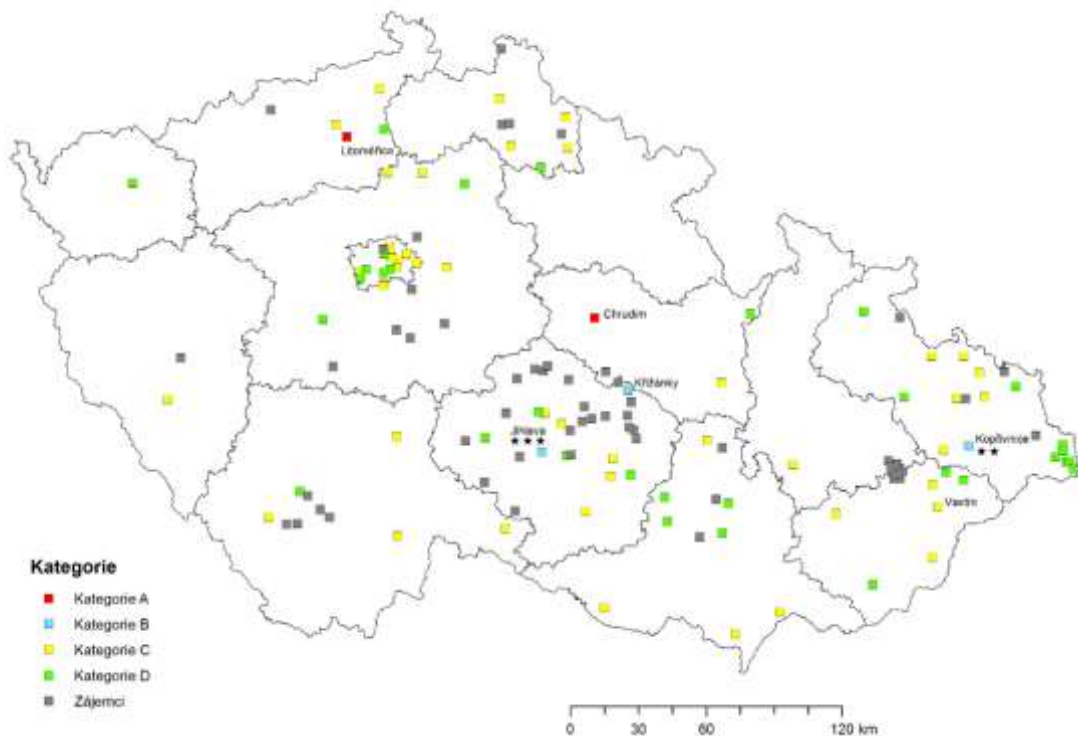 Litoměřice
Chrudim
Křižánky
Jihlava
★★★
Kopřivnice
★★
Vsetín
Kategorie
Kategorie A
Kategorie B
Kategorie C
Kategorie D
Zájemci
0 30 60 120 km